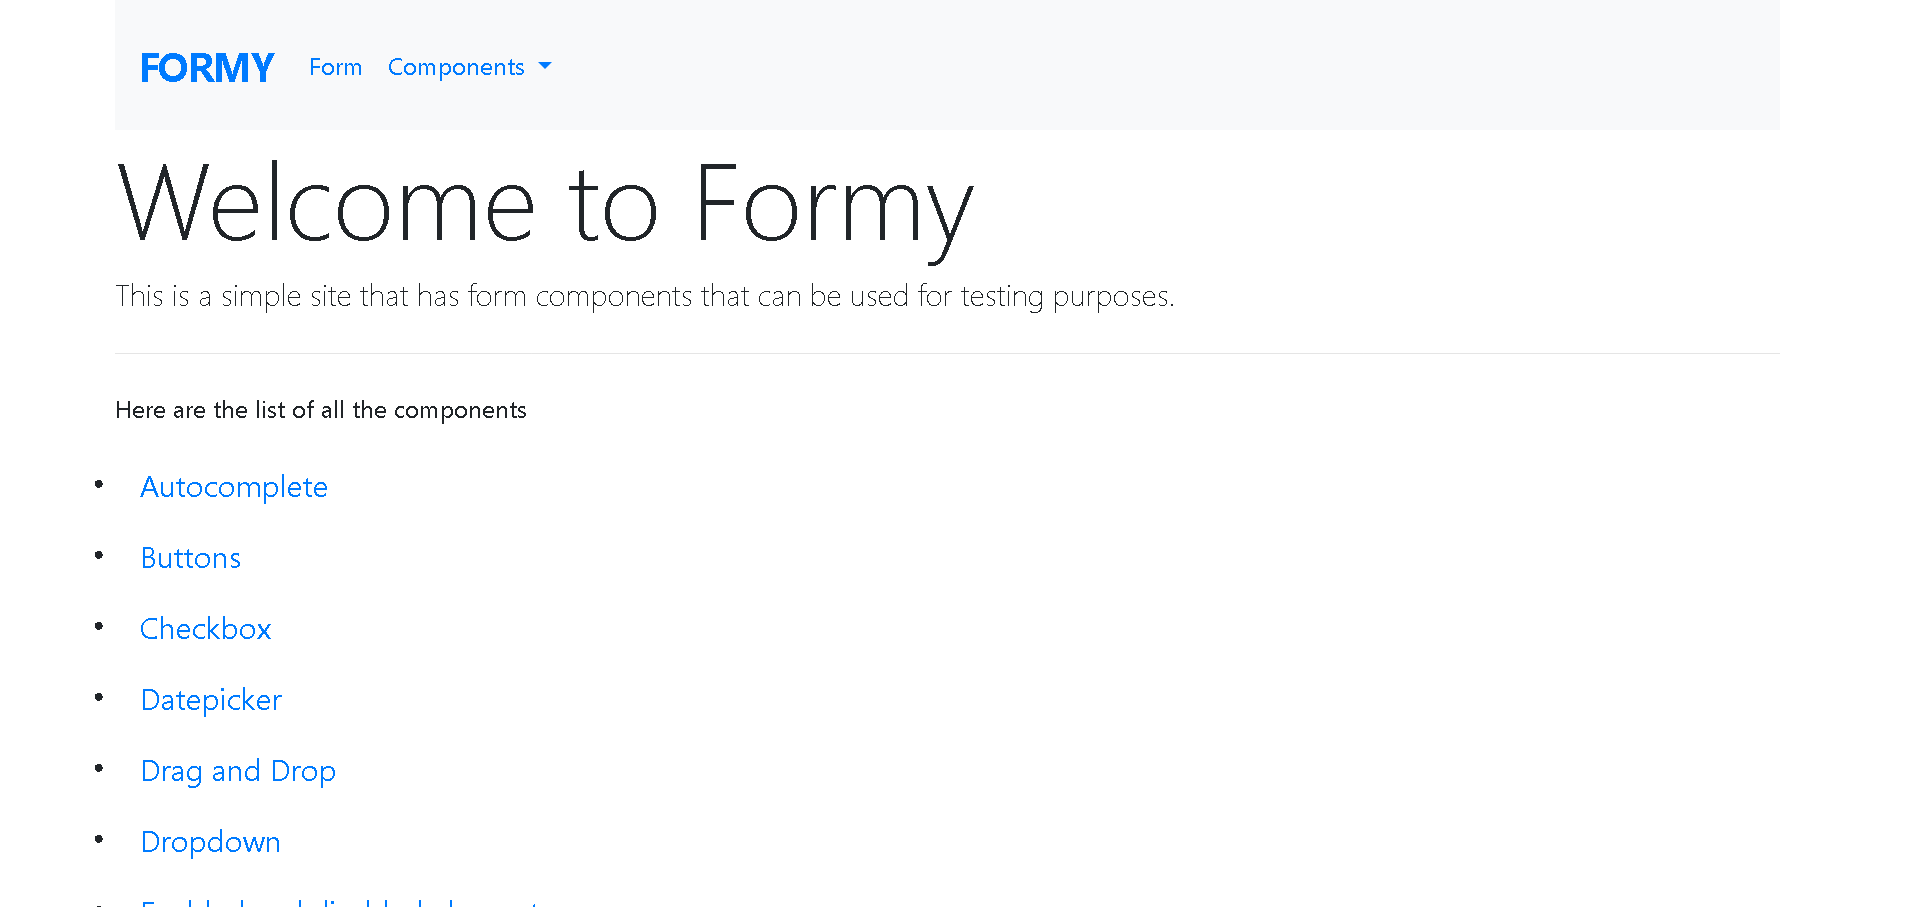 FORMY Form Components
Welcome to Formy
This is a simple site that has form components that can be used for testing purposes.
Here are the list of all the components
Autocomplete
Buttons
Checkbox
Datepicker
Drag and Drop
Dropdown